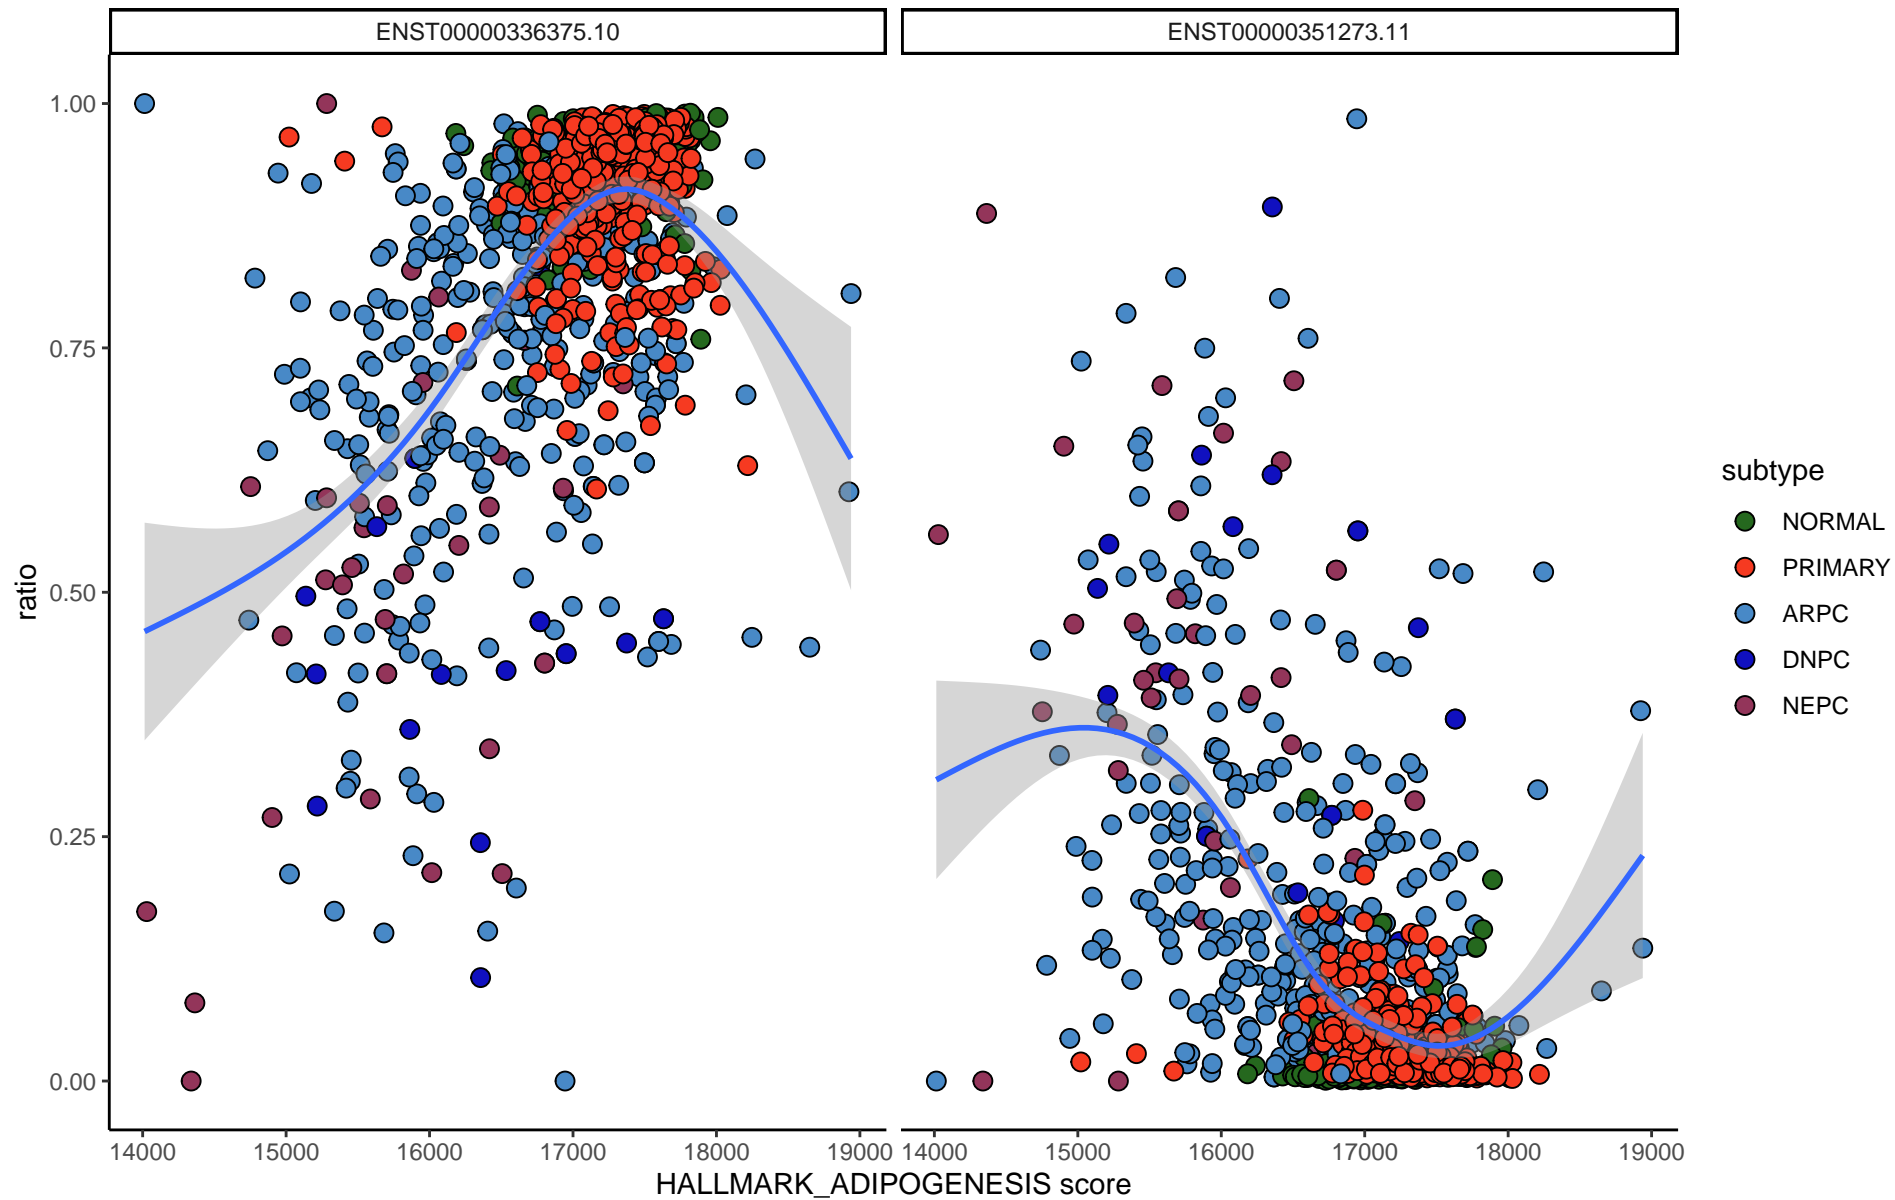 ENST00000336375.10
ENST00000351273.11
1.00
0.75
0.50
0.25
0.00
ratio
14000 15000 16000 17000 18000 19000
14000 15000 16000 17000 18000 19000
HALLMARK_ADIPOGENESIS score
subtype
NORMAL
PRIMARY
ARPC
DNPC
NEPC